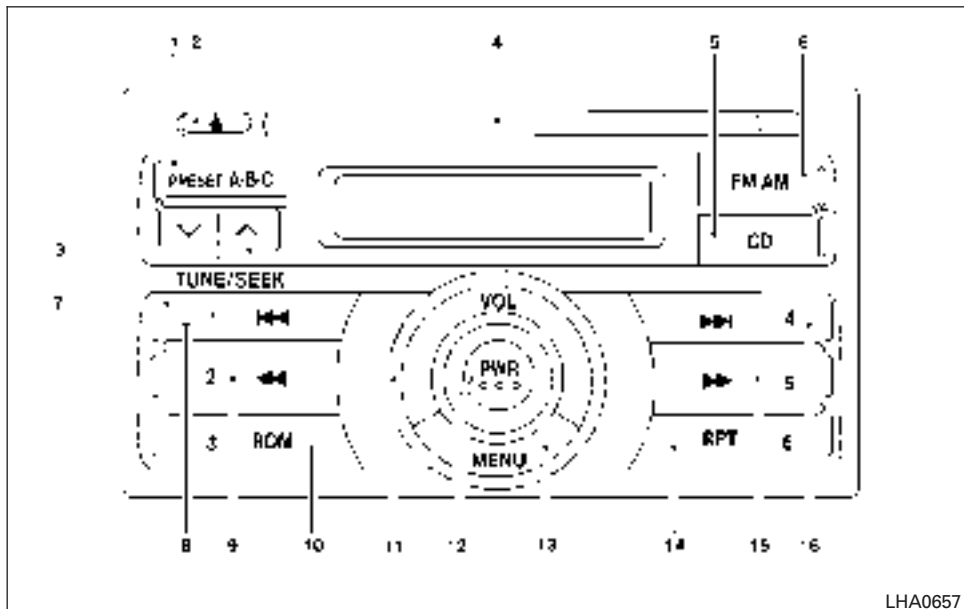 1 2 4 5 6
PRESET A·B·C FM AM
CD
3
TUNE/SEEK
7
VOL
1 4
PWR
2 5
3 RDM RPT 6
MENU
8 9 10 11 12 13 14 15 16
LHA0657